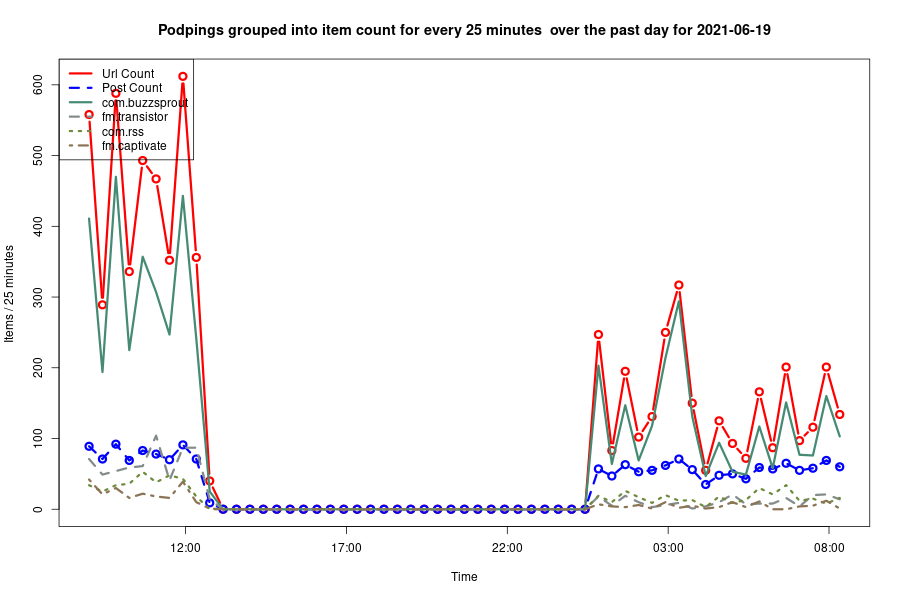 Podpings grouped into item count for every 25 minutes  over the past day for 2021-06-19
Url Count
Post Count
com.buzzsprout
fm.transistor
com.rss
fm.captivate
Items / 25 minutes
600
500
400
300
200
100
0
12:00
17:00
22:00
03:00
08:00
Time